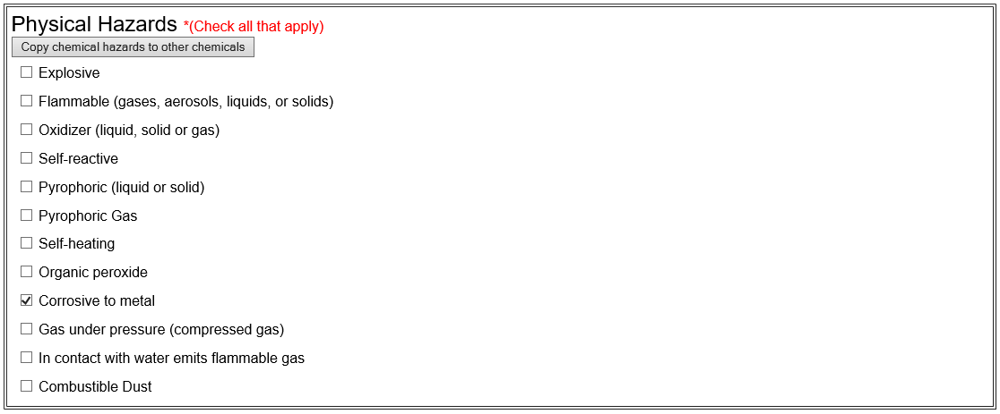 Physical Hazards *(Check all that apply)
Copy chemical hazards to other chemicals
Explosive
Flammable (gases, aerosols, liquids, or solids)
Oxidizer (liquid, solid or gas)
Self-reactive
Pyrophoric (liquid or solid)
Pyrophoric Gas
Self-heating
Organic peroxide
Corrosive to metal
Gas under pressure (compressed gas)
In contact with water emits flammable gas
Combustible Dust